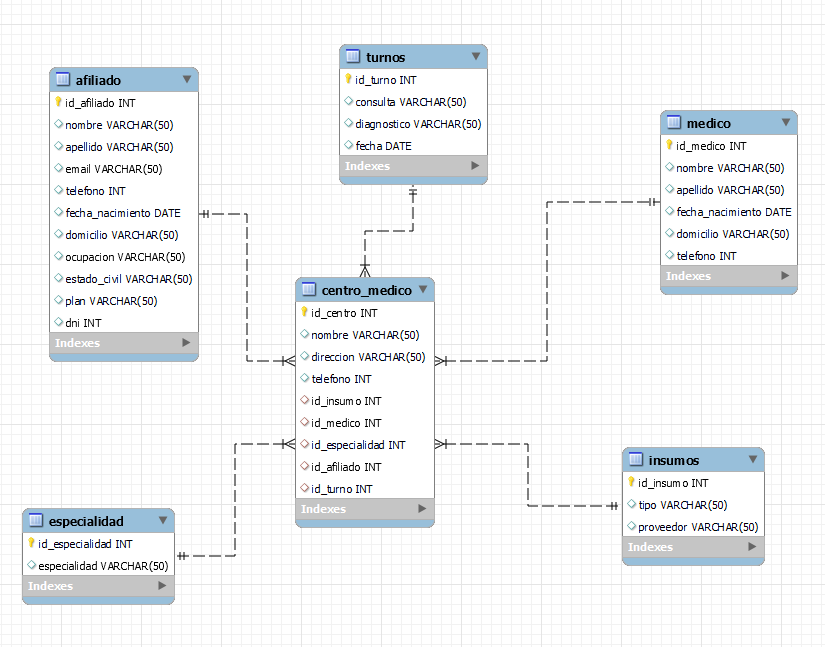 afiliado
id_afiliado INT
nombre VARCHAR(50)
apellido VARCHAR(50)
email VARCHAR(50)
telefono INT
fecha_nacimiento DATE
domicilio VARCHAR(50)
ocupacion VARCHAR(50)
estado_civil VARCHAR(50)
plan VARCHAR(50)
dni INT
Indexes
turnos
id_turno INT
consulta VARCHAR(50)
diagnostico VARCHAR(50)
fecha DATE
Indexes
medico
id_medico INT
nombre VARCHAR(50)
apellido VARCHAR(50)
fecha_nacimiento DATE
domicilio VARCHAR(50)
telefono INT
Indexes
centro_medico
id_centro INT
nombre VARCHAR(50)
direccion VARCHAR(50)
telefono INT
id_insumo INT
id_medico INT
id_especialidad INT
id_afiliado INT
id_turno INT
Indexes
especialidad
id_especialidad INT
especialidad VARCHAR(50)
Indexes
insumos
id_insumo INT
tipo VARCHAR(50)
proveedor VARCHAR(50)
Indexes